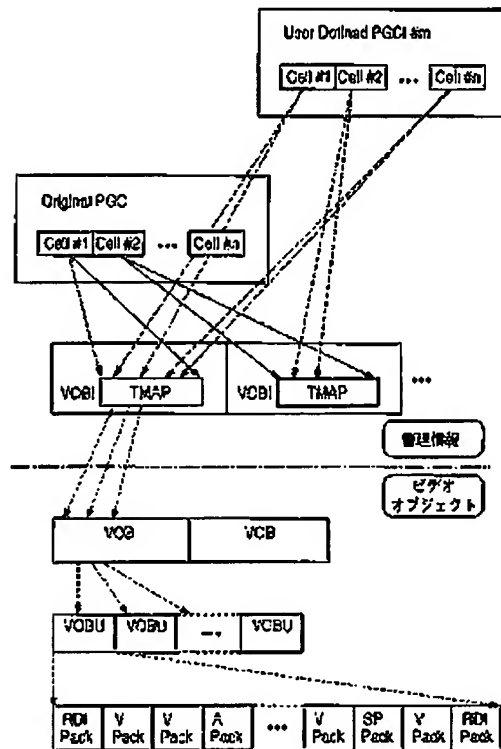 User Defined PGCI #m
Cell #1 Cell #2 ••• Cell #n
Original PGC
Cell #1 Cell #2 ••• Cell #n
VOBI TMAP VOBI TMAP •••
管理情報
ビデオ
オブジェクト
VOB VOB
VOBU VOBU ••• VOBU
RDI Pack V Pack V Pack A Pack ••• V Pack SP Pack V Pack RDI Pack